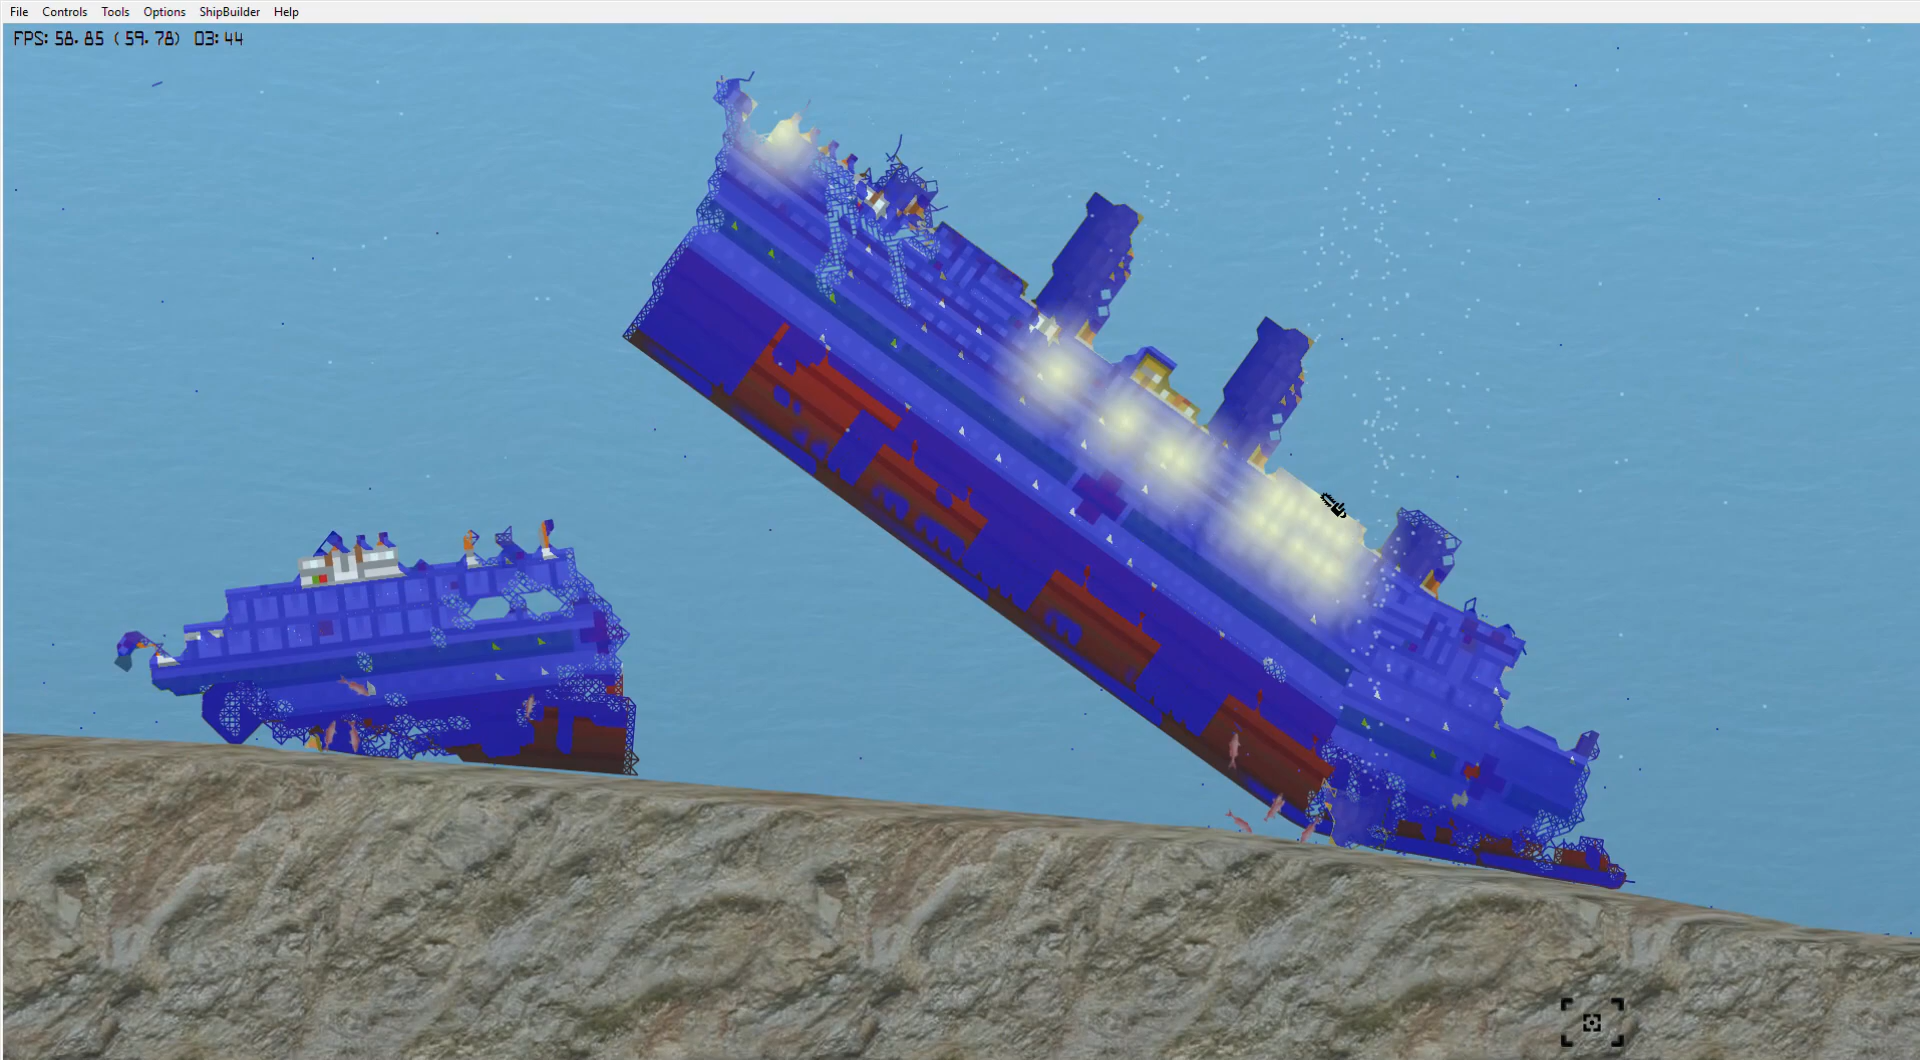 File Controls Tools Options ShipBuilder Help
FPS: 58.85 (59.78) 03:44